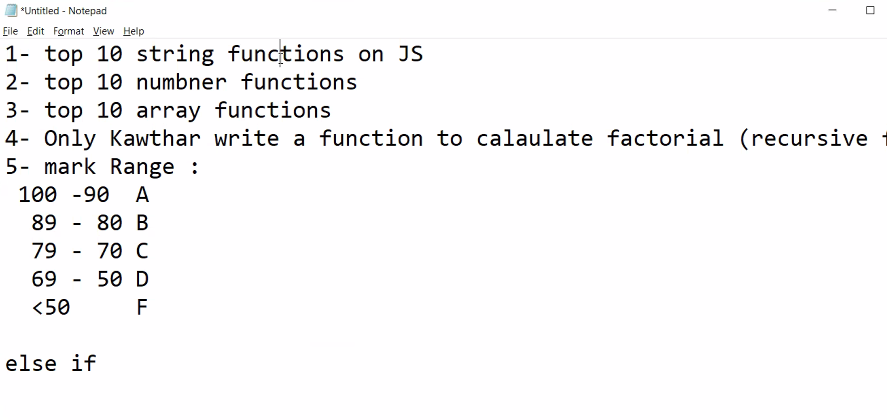 *Untitled - Notepad
File Edit Format View Help
1- top 10 string functions on JS
2- top 10 numbner functions
3- top 10 array functions
4- Only Kawthar write a function to calaulate factorial (recursive
5- mark Range :
100 -90 A
89 - 80 B
79 - 70 C
69 - 50 D
<50 F
else if